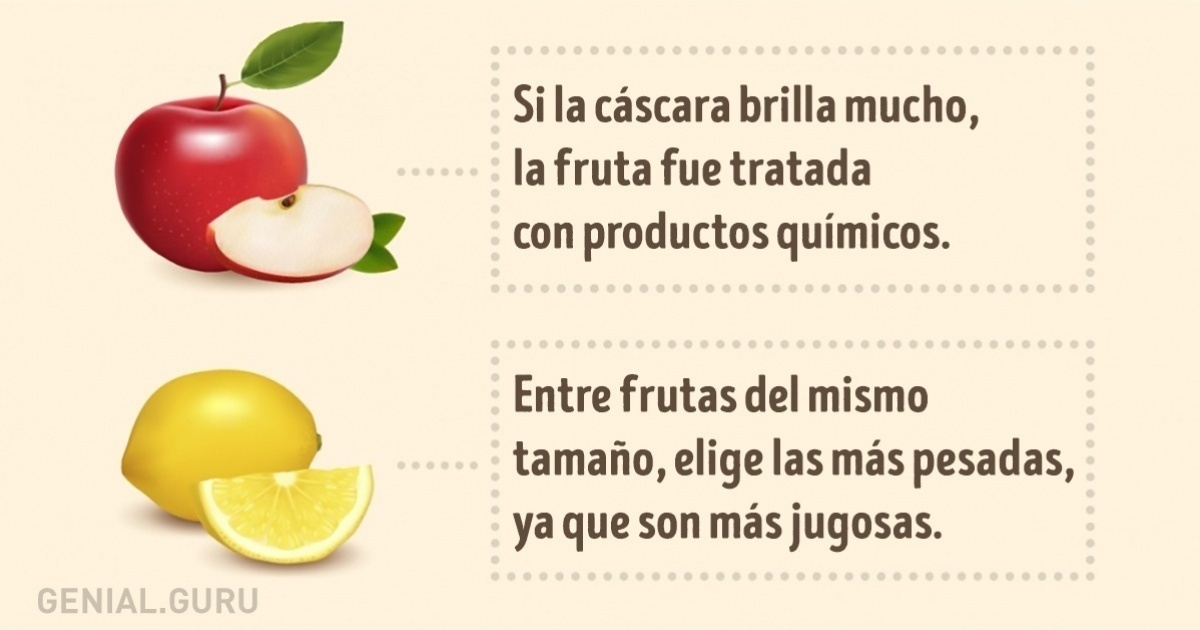 Si la cáscara brilla mucho,
la fruta fue tratada
con productos químicos.
Entre frutas del mismo
tamaño, elige las más pesadas,
ya que son más jugosas.
GENIAL.GURU